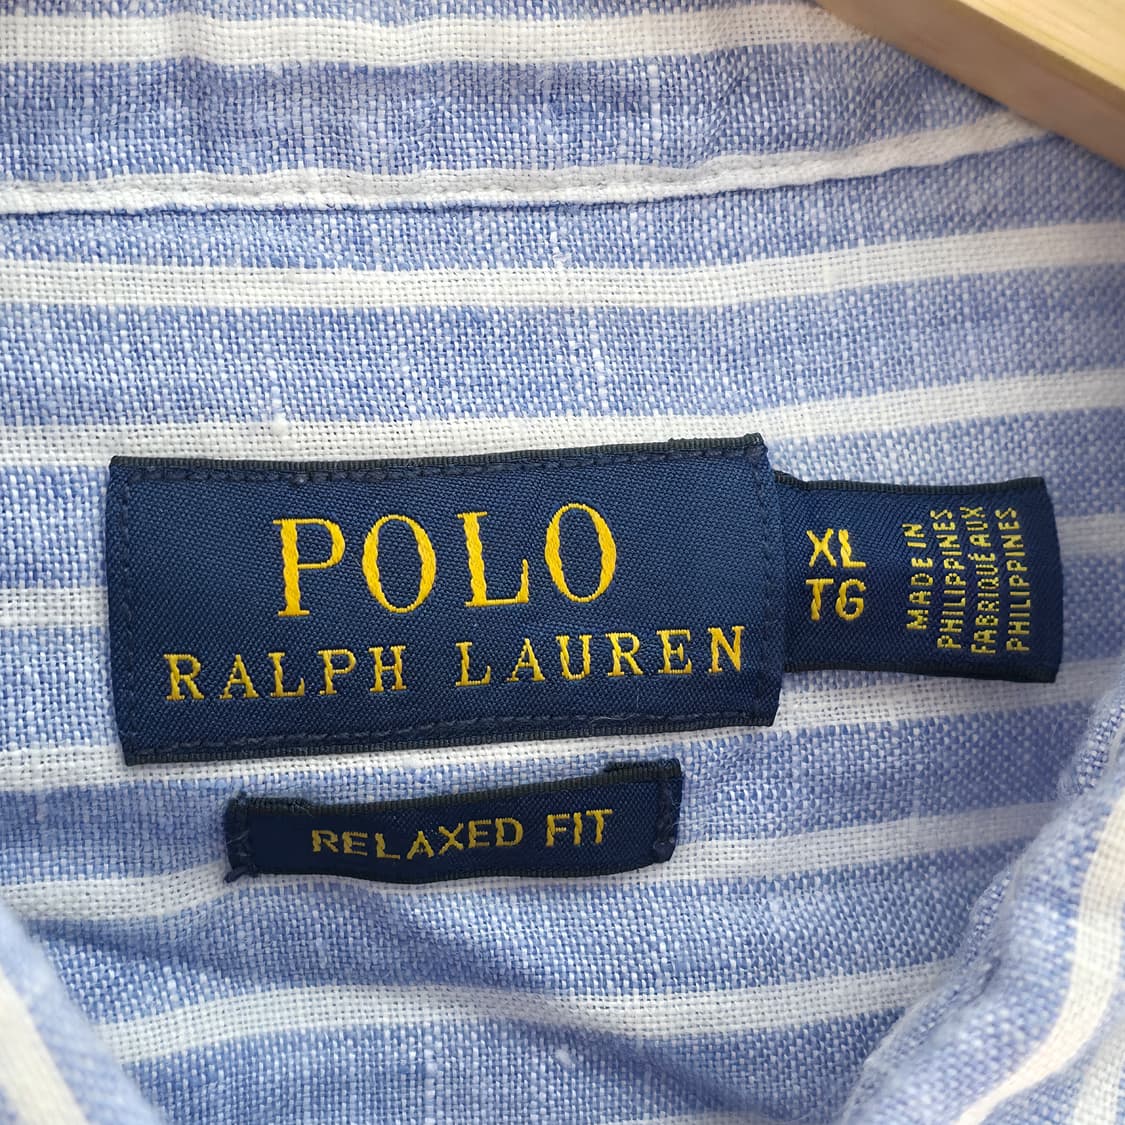 POLO
RALPH LAUREN
XL
TG
MADE IN
PHILIPPINES
FABRIQUÉ AUX
PHILIPPINES
RELAXED FIT